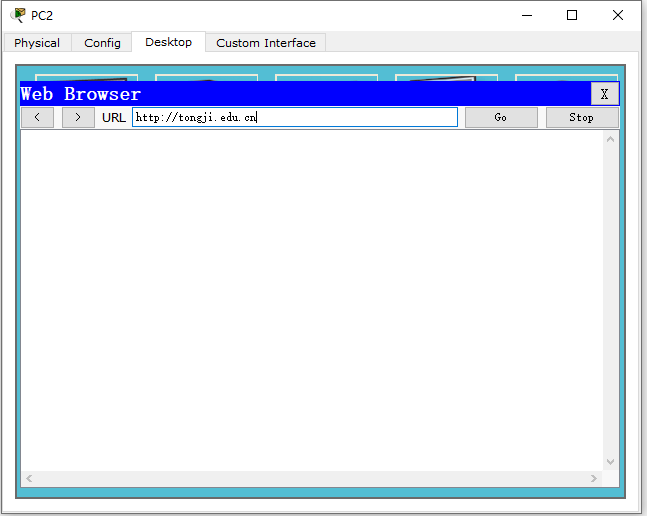 PC2
Physical Config Desktop Custom Interface
Web Browser X
< > URL http://tongji.edu.cn Go Stop